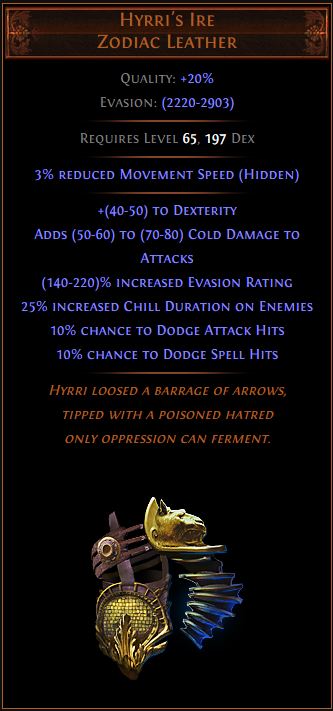 Hyrri's Ire
Zodiac Leather
Quality: +20%
Evasion: (2220-2903)
Requires Level 65, 197 Dex
3% reduced Movement Speed (Hidden)
+(40-50) to Dexterity
Adds (50-60) to (70-80) Cold Damage to
Attacks
(140-220)% increased Evasion Rating
25% increased Chill Duration on Enemies
10% chance to Dodge Attack Hits
10% chance to Dodge Spell Hits
Hyrri loosed a barrage of arrows,
tipped with a poisoned hatred
only oppression can ferment.